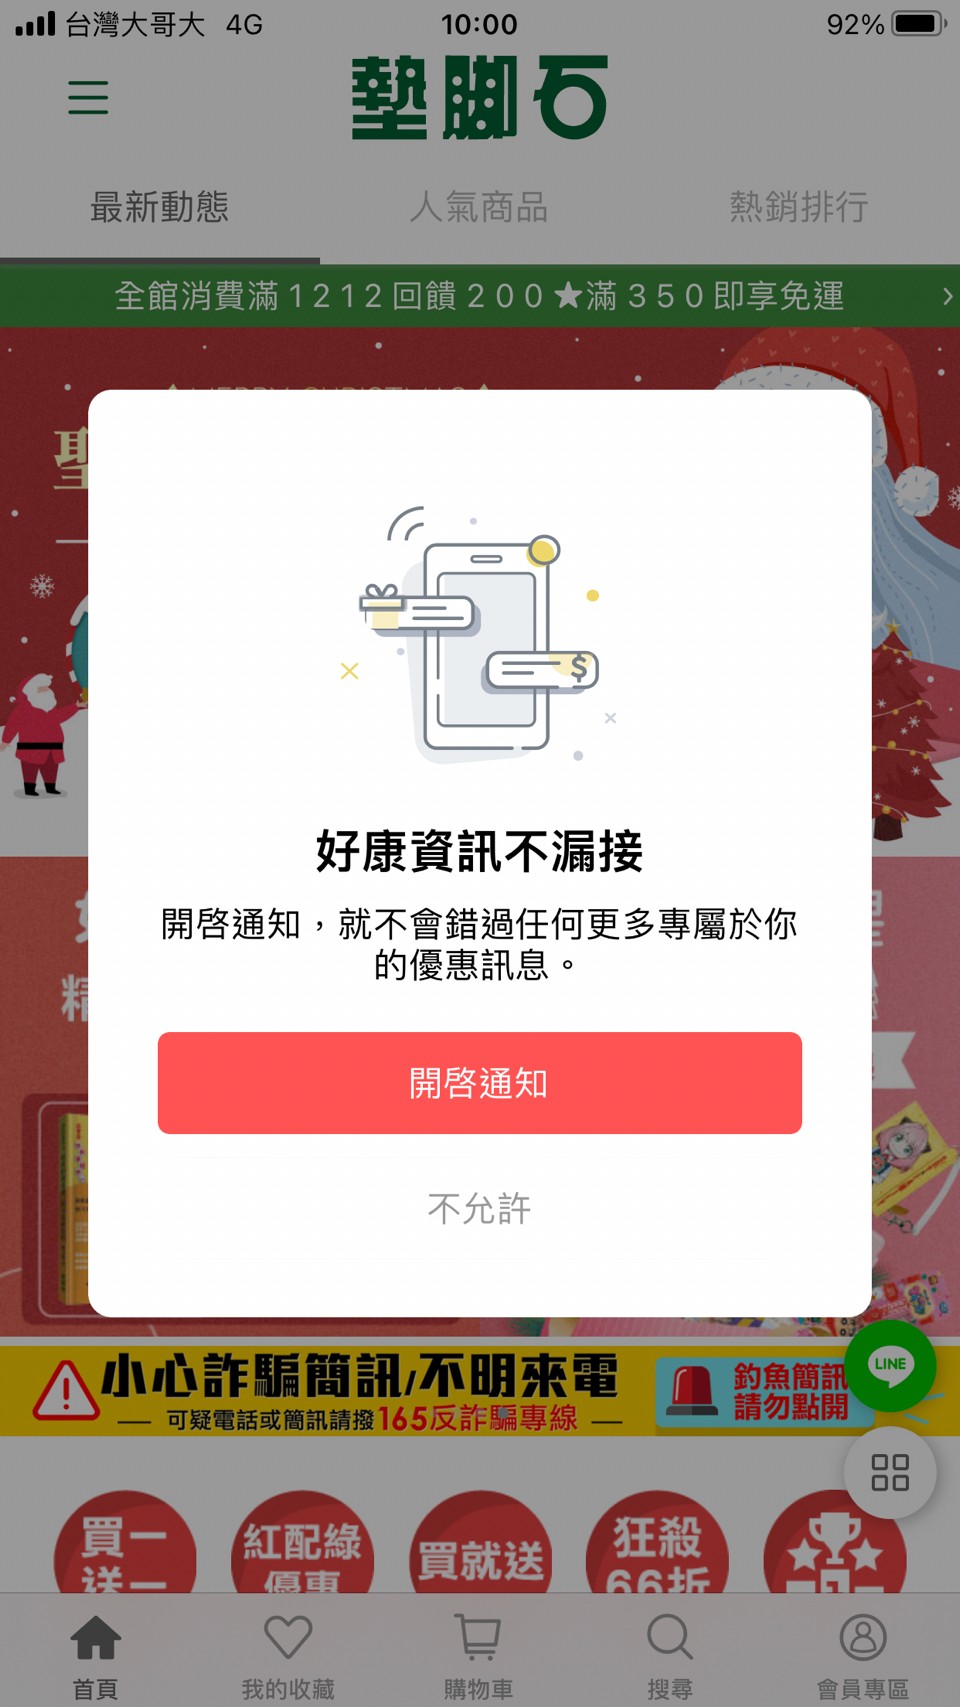 台灣大哥大 4G 10:00 92%
墊腳石
最新動態 人氣商品 熱銷排行
全館消費滿1212回饋200★滿350即享免運
MERRY CHRISTMAS
聖
好康資訊不漏接
開啓通知，就不會錯過任何更多專屬於你
的優惠訊息。
精
開啓通知
不允許
小心詐騙簡訊/不明來電
可疑電話或簡訊請撥165反詐騙專線
釣魚簡訊
請勿點開
LINE
買一
送一
紅配綠
優惠
買就送
狂殺
66折
首頁 我的收藏 購物車 搜尋 會員專區